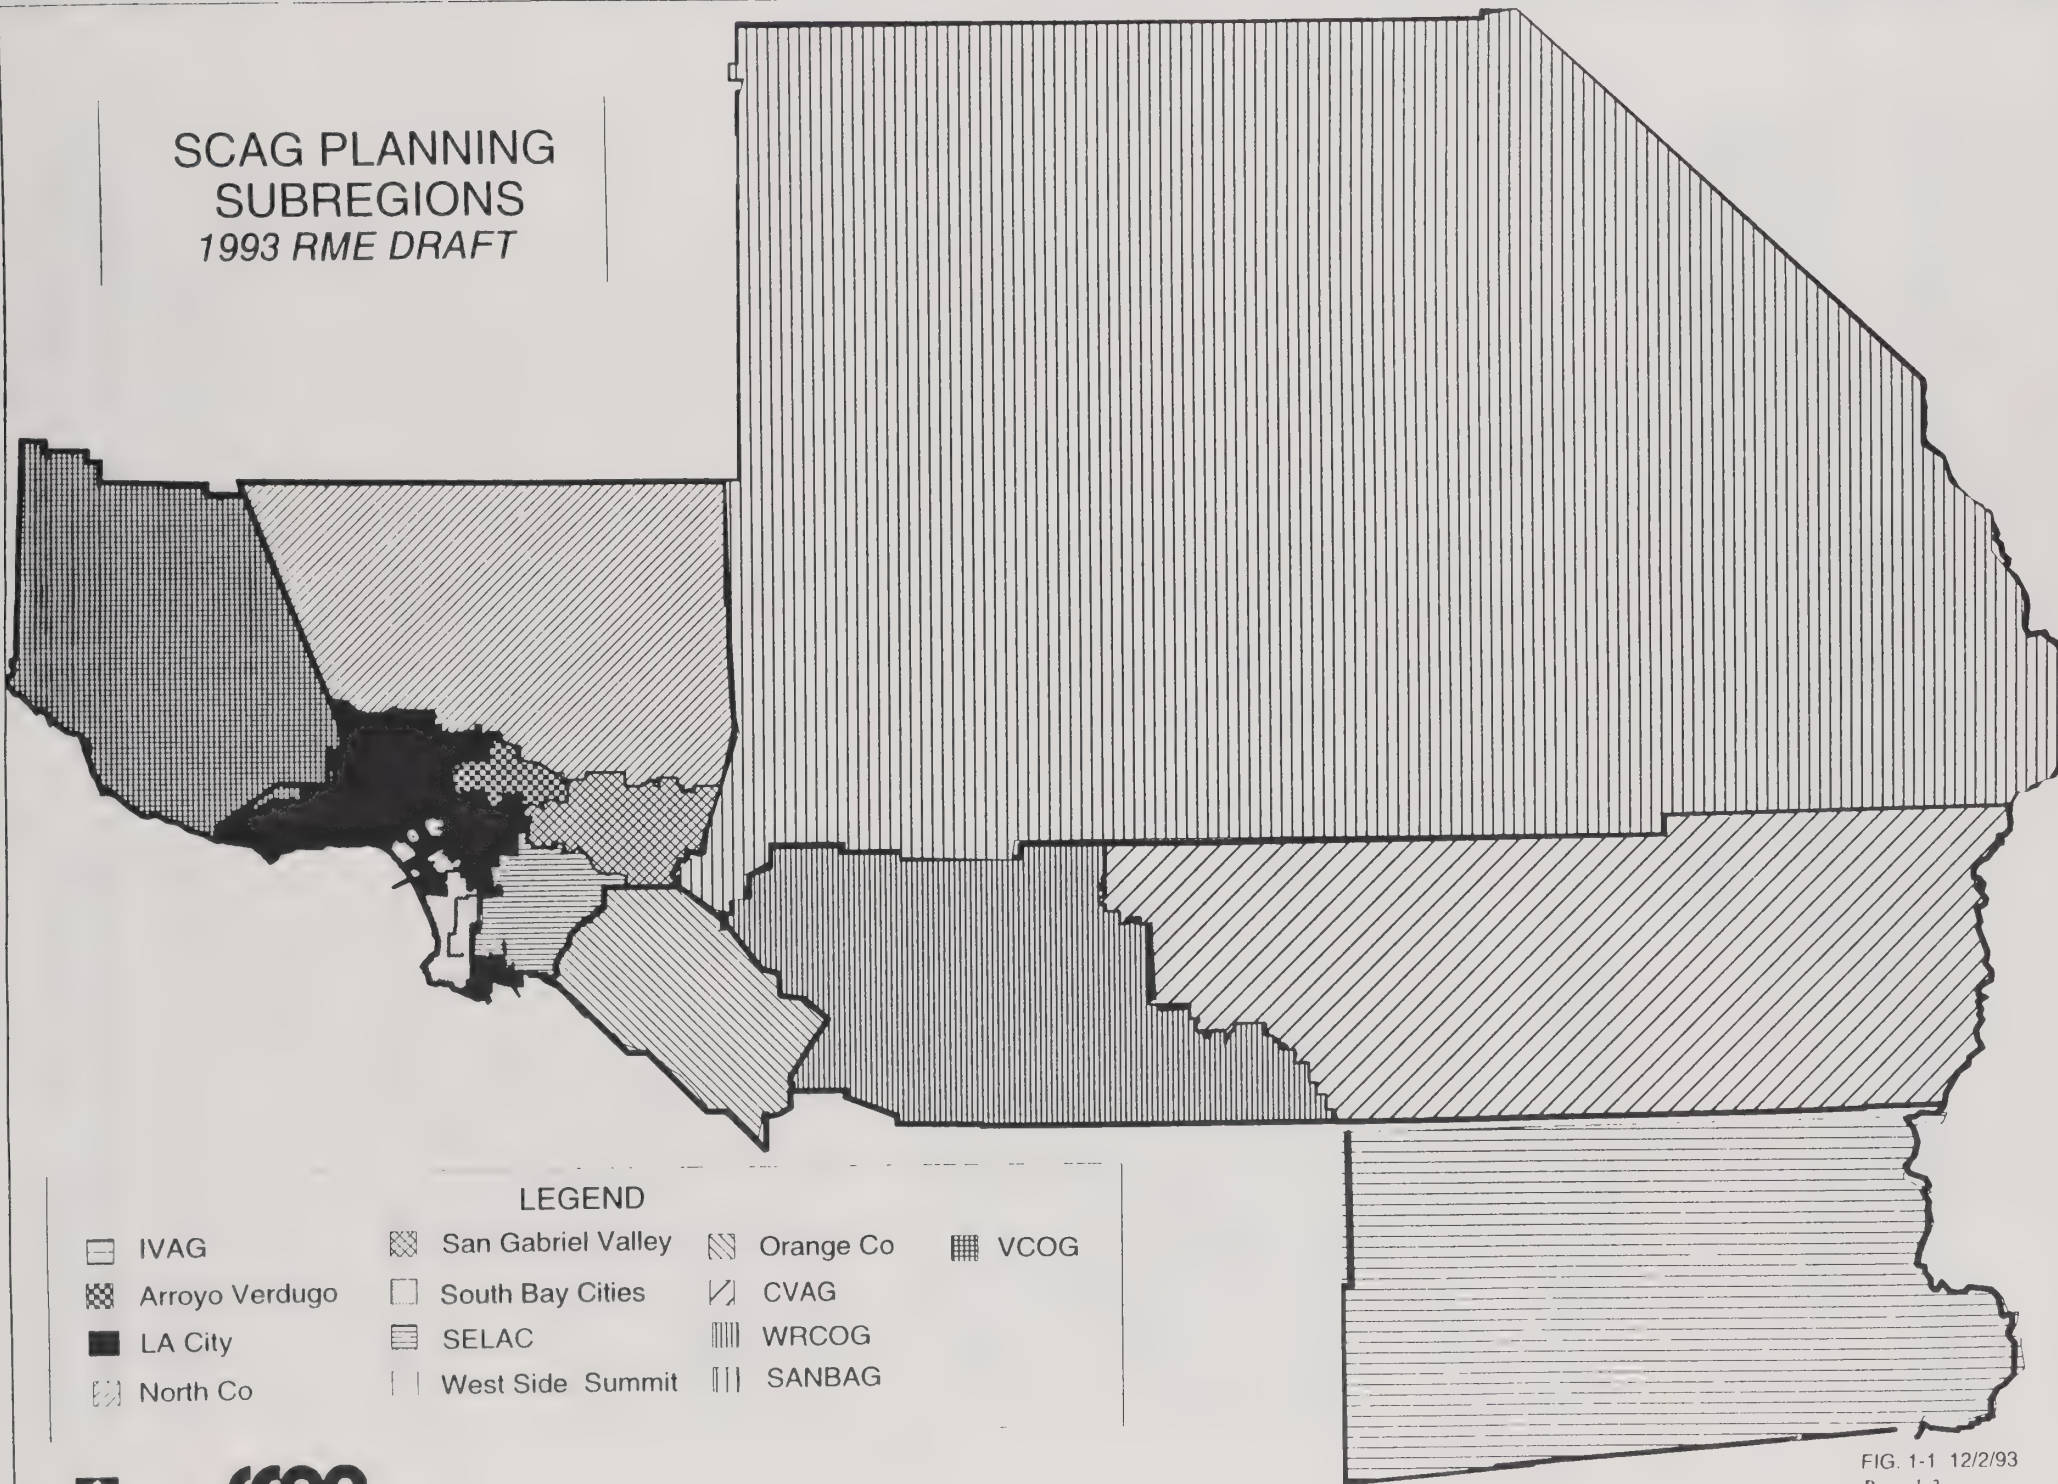 SCAG PLANNING
SUBREGIONS
1993 RME DRAFT
LEGEND
IVAG
Arroyo Verdugo
LA City
North Co
San Gabriel Valley
South Bay Cities
SELAC
West Side Summit
Orange Co
CVAG
WRCOG
SANBAG
VCOG
FIG. 1-1 12/2/93